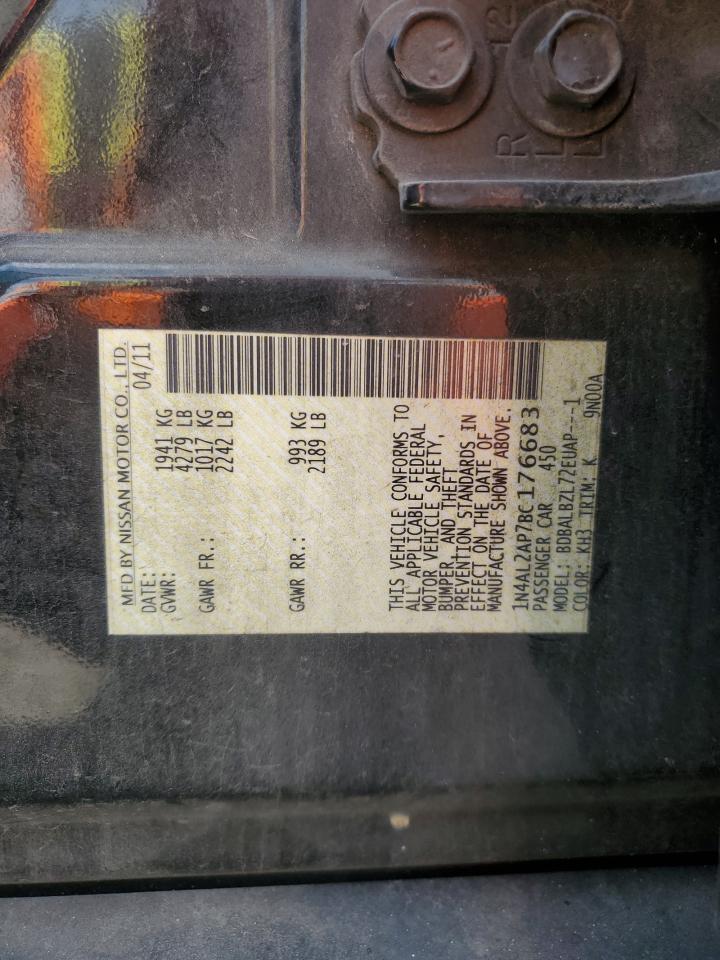 MFD BY NISSAN MOTOR CO., LTD.
DATE: 04/11
GVWR: 1941 KG
4279 LB
GAWR FR.: 1017 KG
2242 LB
GAWR RR.: 993 KG
2189 LB
THIS VEHICLE CONFORMS TO
ALL APPLICABLE FEDERAL
MOTOR VEHICLE SAFETY,
BUMPER, AND THEFT
PREVENTION STANDARDS IN
EFFECT ON THE DATE OF
MANUFACTURE SHOWN ABOVE.
1N4AL2AP7BC176683
PASSENGER CAR 450
MODEL: BDBALBZL72EUAP---1
COLOR: KH3 TRIM: K 9N00A